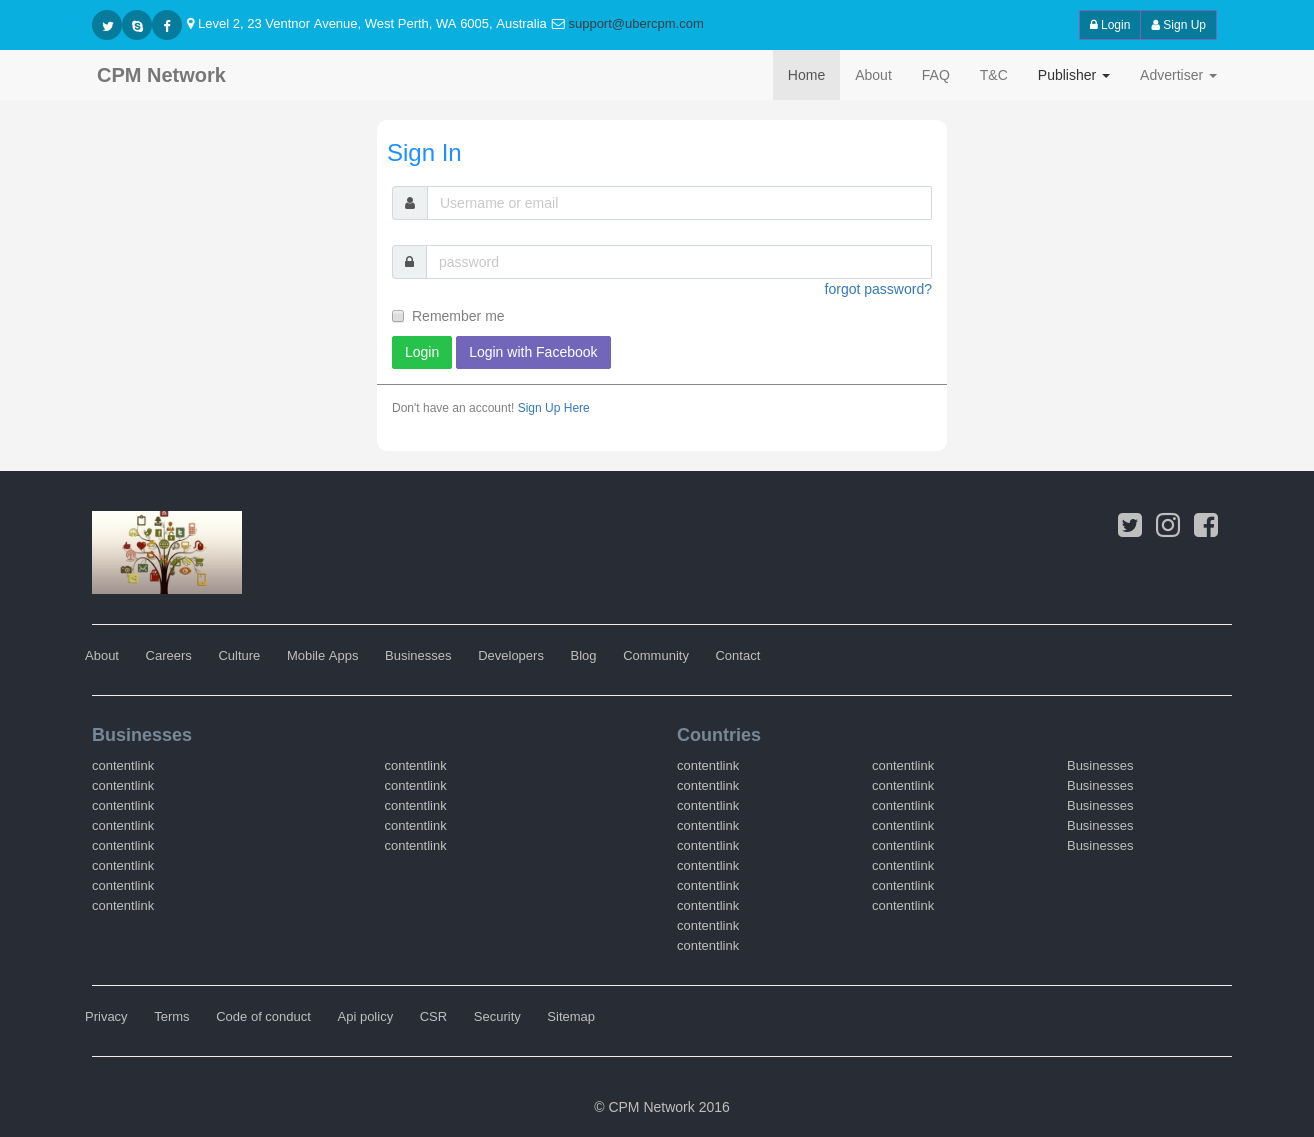 Level 2, 23 Ventnor Avenue, West Perth, WA 6005, Australia support@ubercpm.com Login Sign Up
CPM Network Home About FAQ T&C Publisher Advertiser
Sign In
Username or email
password
forgot password?
Remember me
Login Login with Facebook
Don't have an account! Sign Up Here
About Careers Culture Mobile Apps Businesses Developers Blog Community Contact
Businesses Countries
contentlink contentlink contentlink contentlink Businesses
contentlink contentlink contentlink contentlink Businesses
contentlink contentlink contentlink contentlink Businesses
contentlink contentlink contentlink contentlink Businesses
contentlink contentlink contentlink contentlink Businesses
contentlink contentlink contentlink
contentlink contentlink contentlink
contentlink contentlink contentlink
contentlink
contentlink
Privacy Terms Code of conduct Api policy CSR Security Sitemap
© CPM Network 2016